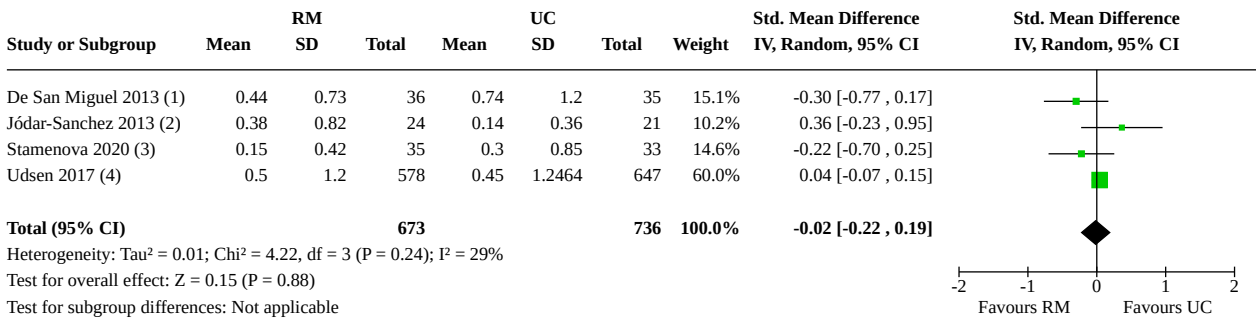 RM UC Std. Mean Difference Std. Mean Difference
Study or Subgroup Mean SD Total Mean SD Total Weight IV, Random, 95% CI IV, Random, 95% CI
De San Miguel 2013 (1) 0.44 0.73 36 0.74 1.2 35 15.1% -0.30 [-0.77 , 0.17]
Jódar-Sanchez 2013 (2) 0.38 0.82 24 0.14 0.36 21 10.2% 0.36 [-0.23 , 0.95]
Stamenova 2020 (3) 0.15 0.42 35 0.3 0.85 33 14.6% -0.22 [-0.70 , 0.25]
Udsen 2017 (4) 0.5 1.2 578 0.45 1.2464 647 60.0% 0.04 [-0.07 , 0.15]
Total (95% CI) 673 736 100.0% -0.02 [-0.22 , 0.19]
Heterogeneity: Tau² = 0.01; Chi² = 4.22, df = 3 (P = 0.24); I² = 29%
Test for overall effect: Z = 0.15 (P = 0.88)
Test for subgroup differences: Not applicable
-2 -1 0 1 2
Favours RM Favours UC